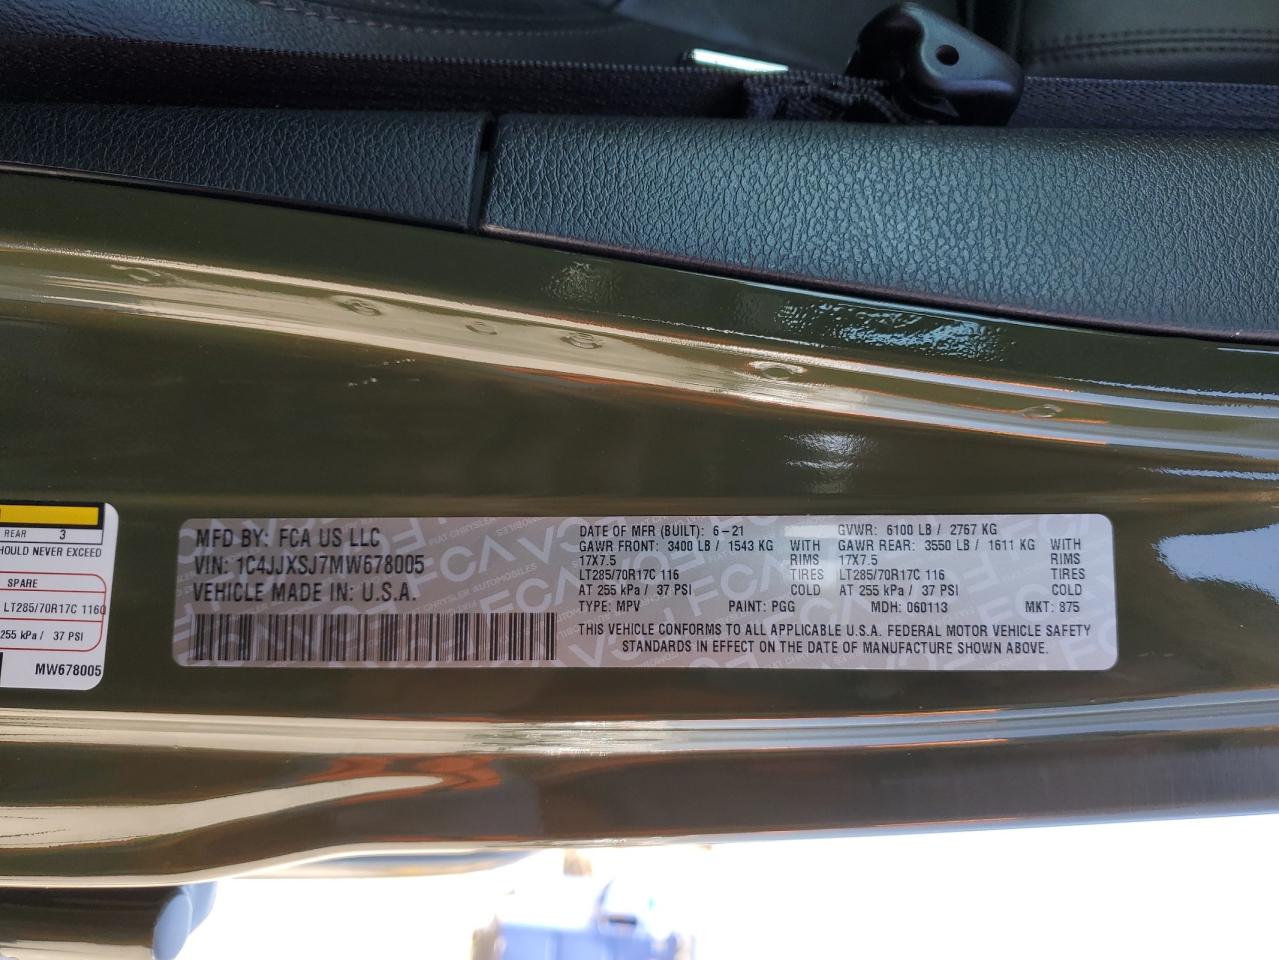 REAR 3
HOULD NEVER EXCEED
SPARE
LT285/70R17C 116Q
255 kPa / 37 PSI
MW678005
MFD BY: FCA US LLC
VIN: 1C4JJXSJ7MW678005
VEHICLE MADE IN: U.S.A.
DATE OF MFR (BUILT): 6-21 GVWR: 6100 LB / 2767 KG
GAWR FRONT: 3400 LB / 1543 KG WITH GAWR REAR: 3550 LB / 1611 KG WITH
17X7.5 RIMS 17X7.5 RIMS
LT285/70R17C 116 TIRES LT285/70R17C 116 TIRES
AT 255 kPa / 37 PSI COLD AT 255 kPa / 37 PSI COLD
TYPE: MPV PAINT: PGG MDH: 060113 MKT: 875
THIS VEHICLE CONFORMS TO ALL APPLICABLE U.S.A. FEDERAL MOTOR VEHICLE SAFETY
STANDARDS IN EFFECT ON THE DATE OF MANUFACTURE SHOWN ABOVE.